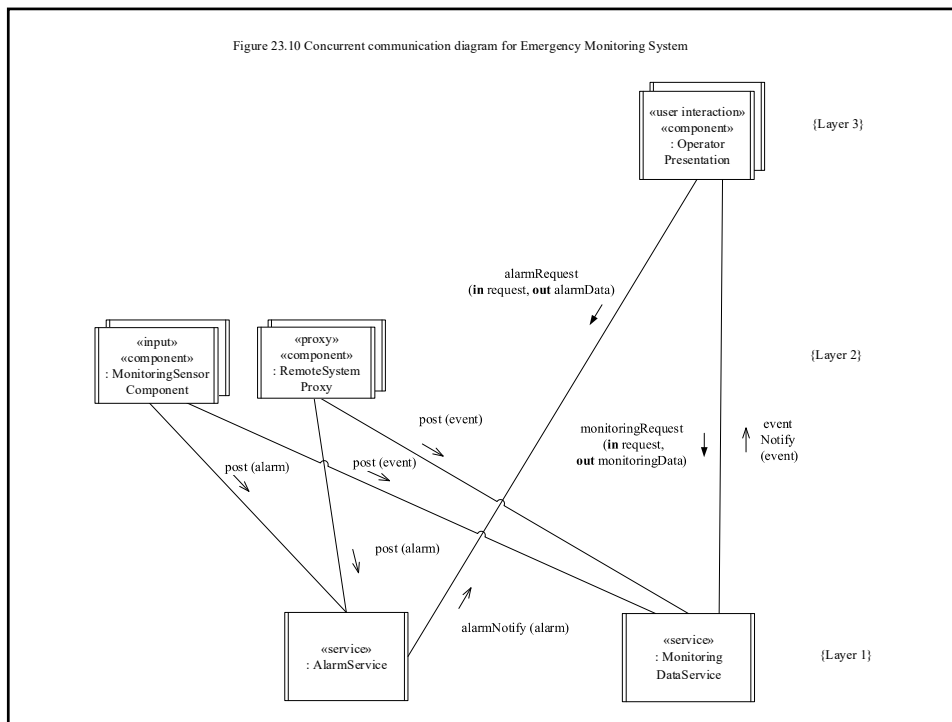 Figure 23.10 Concurrent communication diagram for Emergency Monitoring System
«user interaction»
«component»
: Operator
Presentation
{Layer 3}
alarmRequest
(in request, out alarmData)
«input»
«component»
: MonitoringSensor
Component
«proxy»
«component»
: RemoteSystem
Proxy
{Layer 2}
post (event)
monitoringRequest
(in request,
out monitoringData)
event
Notify
(event)
post (alarm)
post (event)
post (alarm)
alarmNotify (alarm)
«service»
: AlarmService
«service»
: Monitoring
DataService
{Layer 1}